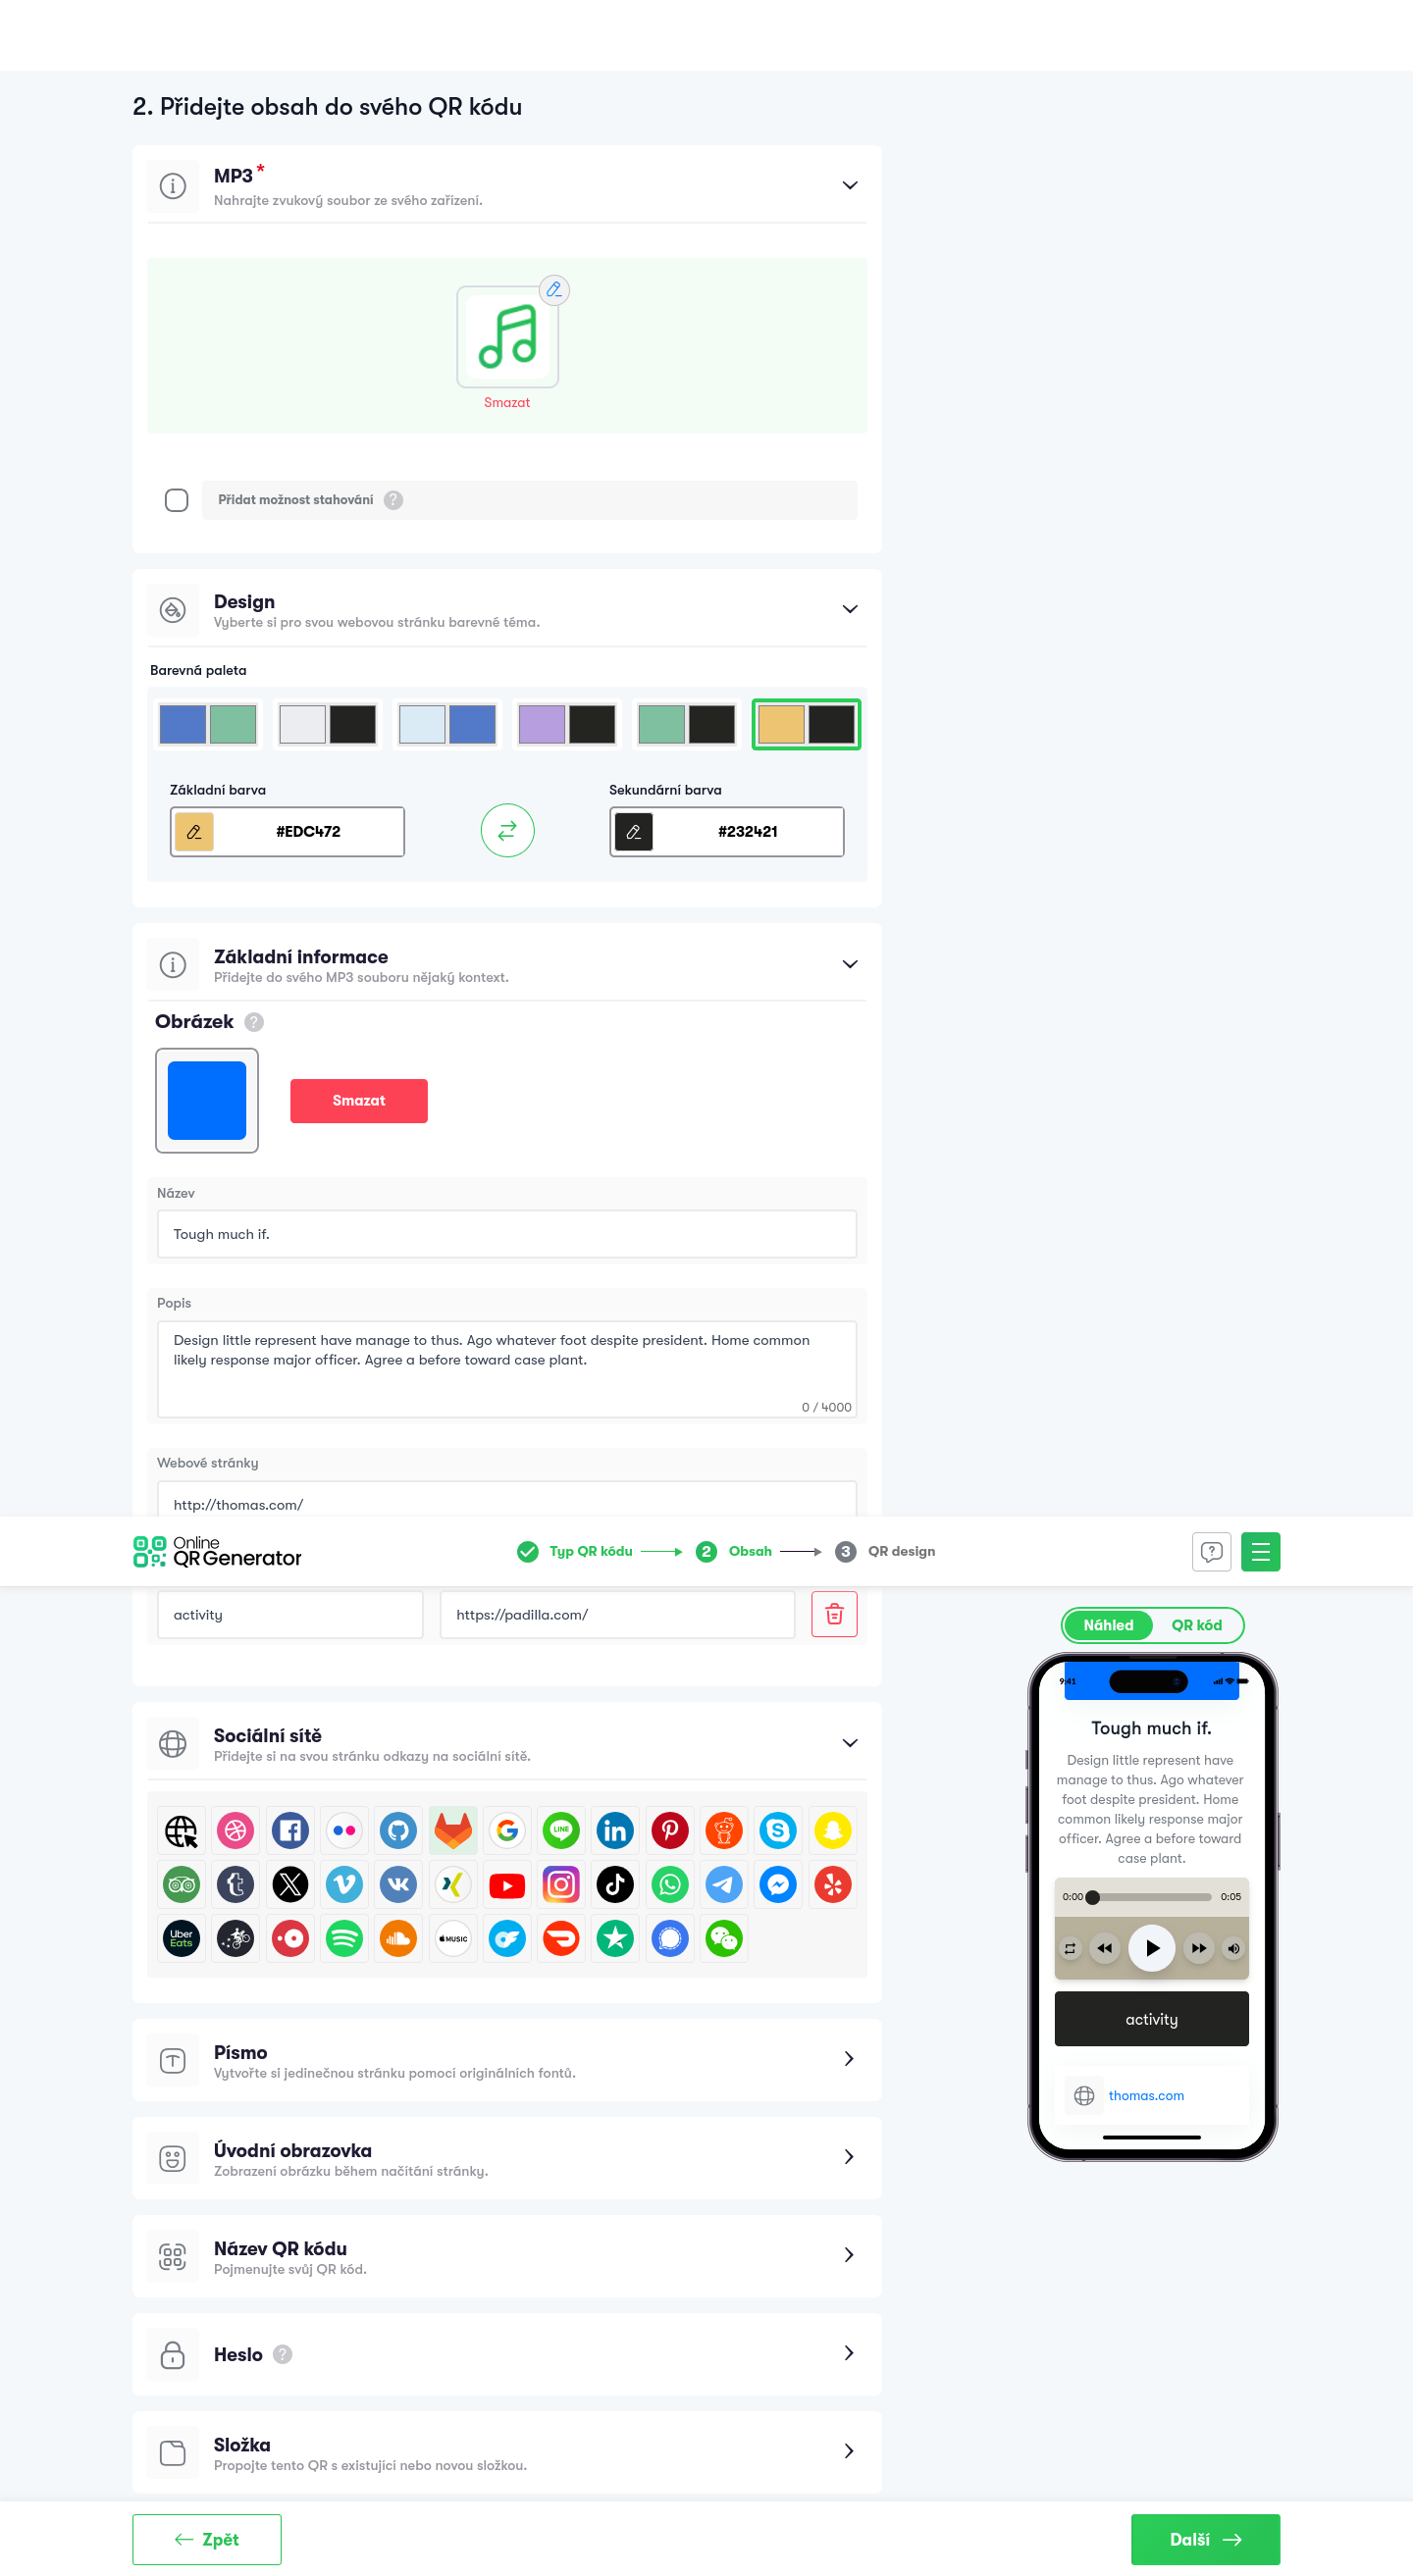 2. Přidejte obsah do svého QR kódu
MP3*
Nahrajte zvukový soubor ze svého zařízení.
Smazat
Přidat možnost stahování ?
Design
Vyberte si pro svou webovou stránku barevné téma.
Barevná paleta
Základní barva
Sekundární barva
#EDC472
#232421
Základní informace
Přidejte do svého MP3 souboru nějaký kontext.
Obrázek ?
Smazat
Název
Tough much if.
Popis
Design little represent have manage to thus. Ago whatever foot despite president. Home common
likely response major officer. Agree a before toward case plant.
0 / 4000
Webové stránky
http://thomas.com/
Online
QR Generator
Typ QR kódu
2 Obsah
3 QR design
activity
https://padilla.com/
Náhled
QR kód
9:41
Tough much if.
Design little represent have
manage to thus. Ago whatever
foot despite president. Home
common likely response major
officer. Agree a before toward
case plant.
0:00
0:05
activity
thomas.com
Sociální sítě
Přidejte si na svou stránku odkazy na sociální sítě.
LINE
Uber
Eats
MUSIC
Písmo
Vytvořte si jedinečnou stránku pomocí originálních fontů.
Úvodní obrazovka
Zobrazení obrázku během načítání stránky.
Název QR kódu
Pojmenujte svůj QR kód.
Heslo ?
Složka
Propojte tento QR s existující nebo novou složkou.
Zpět
Další